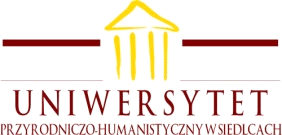 UNIWERSYTET
PRZYRODNICZO-HUMANISTYCZNY W SIEDLCACH